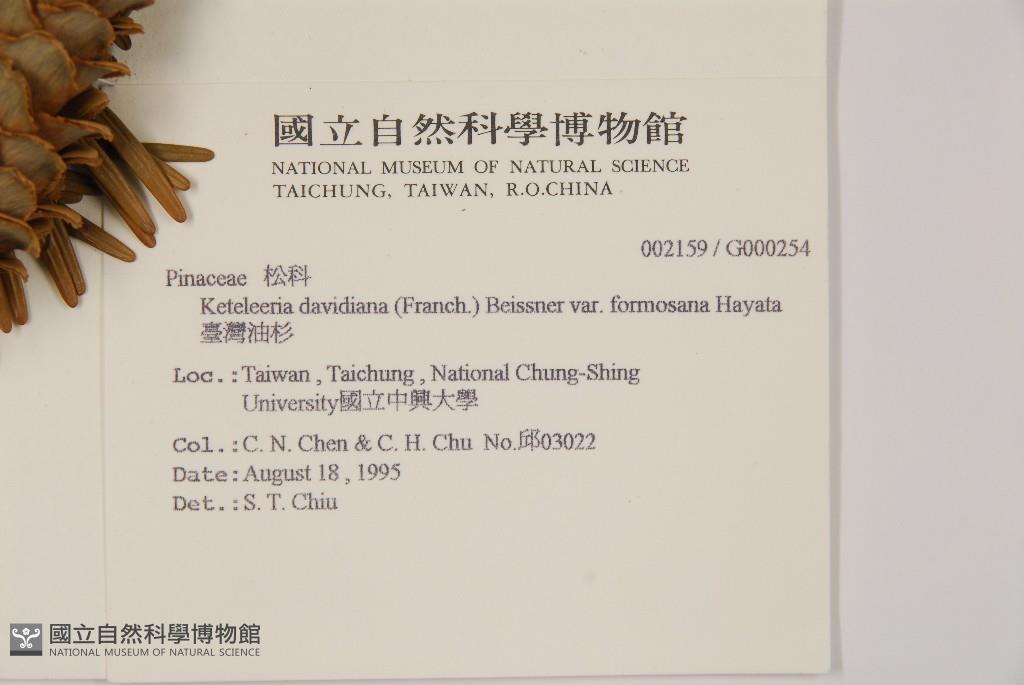 國立自然科學博物館
NATIONAL MUSEUM OF NATURAL SCIENCE
TAICHUNG, TAIWAN, R.O.CHINA
002159 / G000254
Pinaceae 松科
Keteleeria davidiana (Franch.) Beissner var. formosana Hayata
臺灣油杉
Loc.:Taiwan , Taichung , National Chung-Shing
University國立中興大學
Col.:C. N. Chen & C. H. Chu No.邱03022
Date:August 18 , 1995
Det.:S. T. Chiu
國立自然科學博物館
NATIONAL MUSEUM OF NATURAL SCIENCE